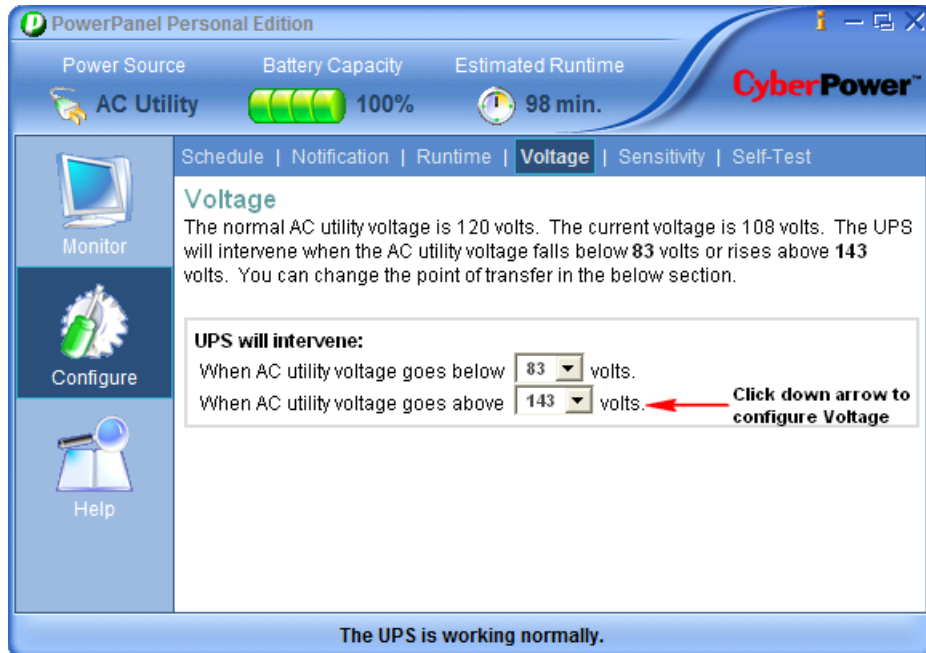 PowerPanel Personal Edition
Power Source
Battery Capacity
Estimated Runtime
AC Utility
100%
98 min.
CyberPower™
Schedule | Notification | Runtime | Voltage | Sensitivity | Self-Test
Monitor
Configure
Help
Voltage
The normal AC utility voltage is 120 volts. The current voltage is 108 volts. The UPS
will intervene when the AC utility voltage falls below 83 volts or rises above 143
volts. You can change the point of transfer in the below section.
UPS will intervene:
When AC utility voltage goes below 83 volts.
When AC utility voltage goes above 143 volts.
Click down arrow to
configure Voltage
The UPS is working normally.